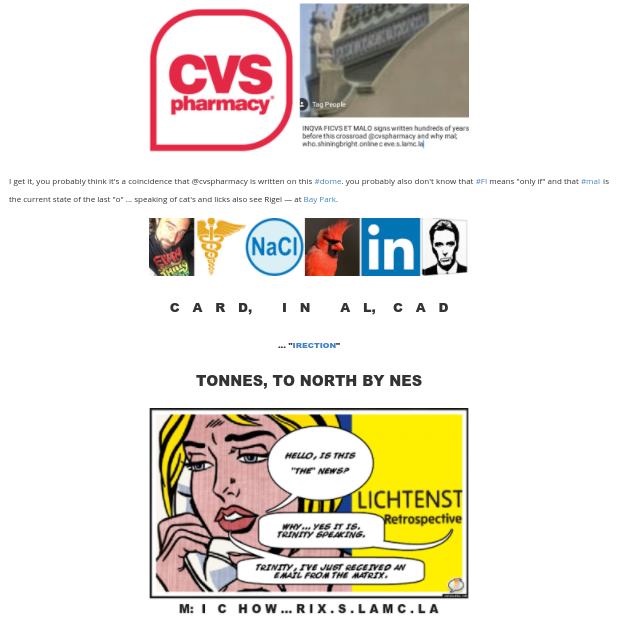 CVS
pharmacy®
Tag People
INQVA FICVS ET MALO signs written hundreds of years
before this crossroad @cvspharmacy and why mal;
who.shiningbright.online c eve.s.lamc.la
I get it, you probably think it's a coincidence that @cvspharmacy is written on this #dome. you probably also don't know that #FI means "only if" and that #mal is
the current state of the last "o" ... speaking of cat's and licks also see Rigel — at Bay Park.
NaCl
in
C A R D, I N A L, C A D
... "IRECTION"
TONNES, TO NORTH BY NES
HELLO, IS THIS
"THE" NEWS?
LICHTENST
Retrospective
WHY... YES IT IS.
TRINITY SPEAKING.
TRINITY, I'VE JUST RECEIVED AN
EMAIL FROM THE MATRIX.
M: I C H O W ... R I X . S . L A M C . L A